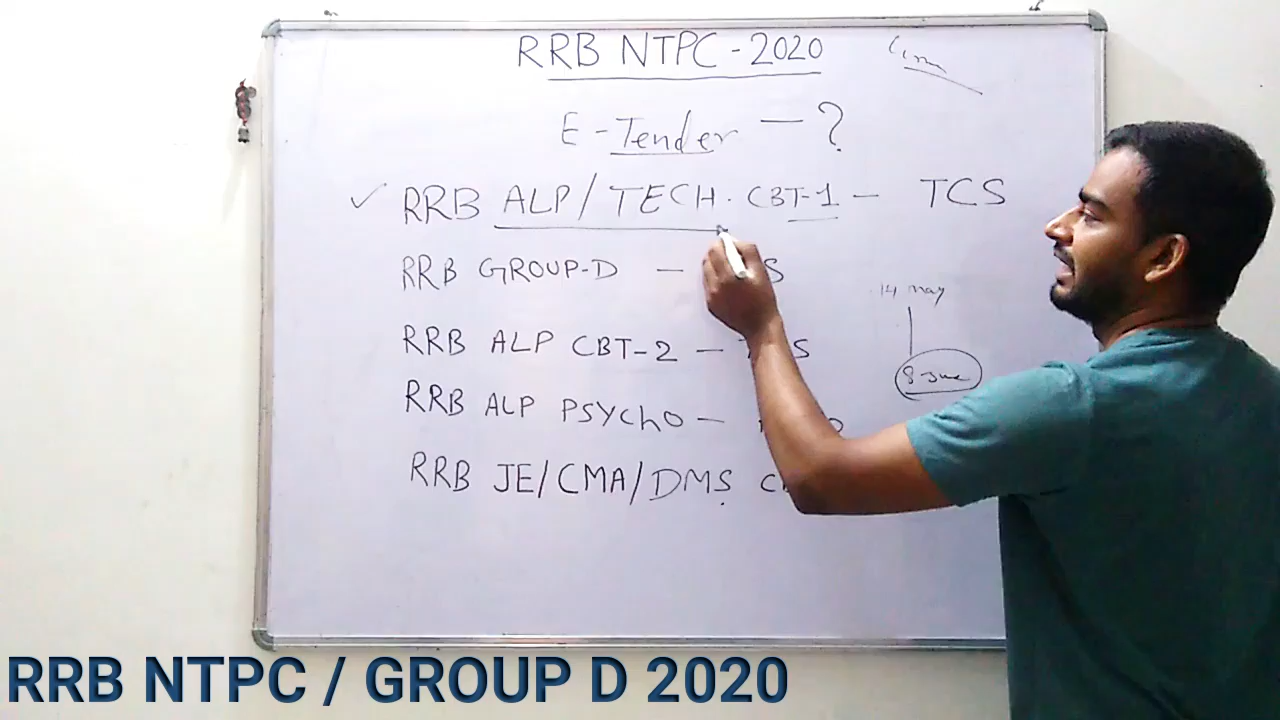 RRB NTPC-2020
E-Tender — ?
✓ RRB ALP/TECH. CBT-1 — TCS
RRB GROUP-D — S
14 may
RRB ALP CBT-2 — S
8 June
RRB ALP PSYCHO —
RRB JE/CMA/DMS
RRB NTPC / GROUP D 2020